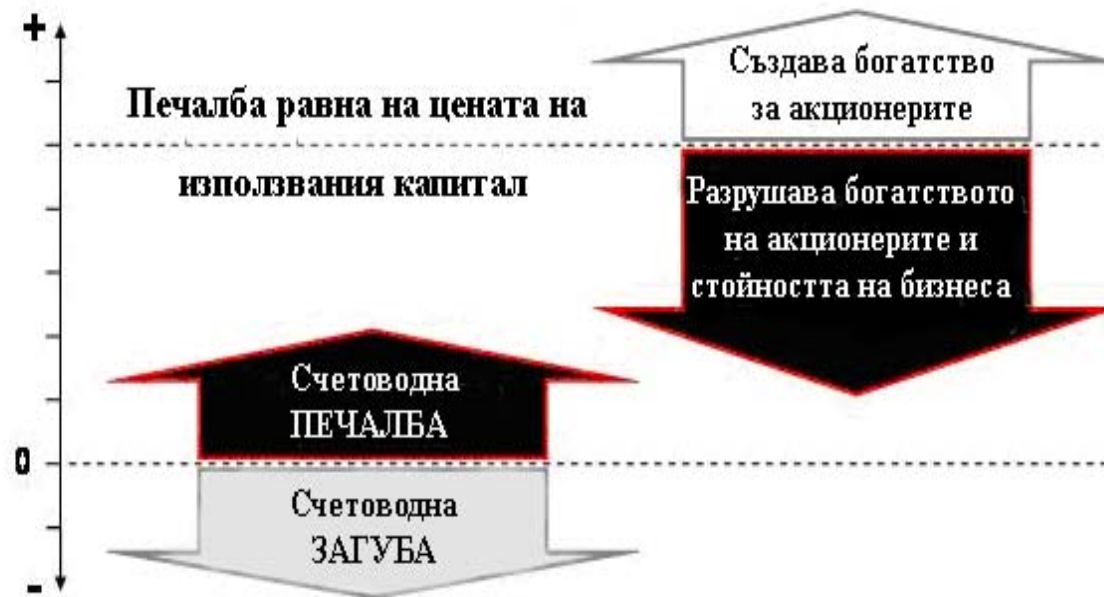 +
Създава богатство
за акционерите
Печалба равна на цената на
използвания капитал
Разрушава богатството
на акционерите и
стойността на бизнеса
Счетоводна
ПЕЧАЛБА
0
Счетоводна
ЗАГУБА
-